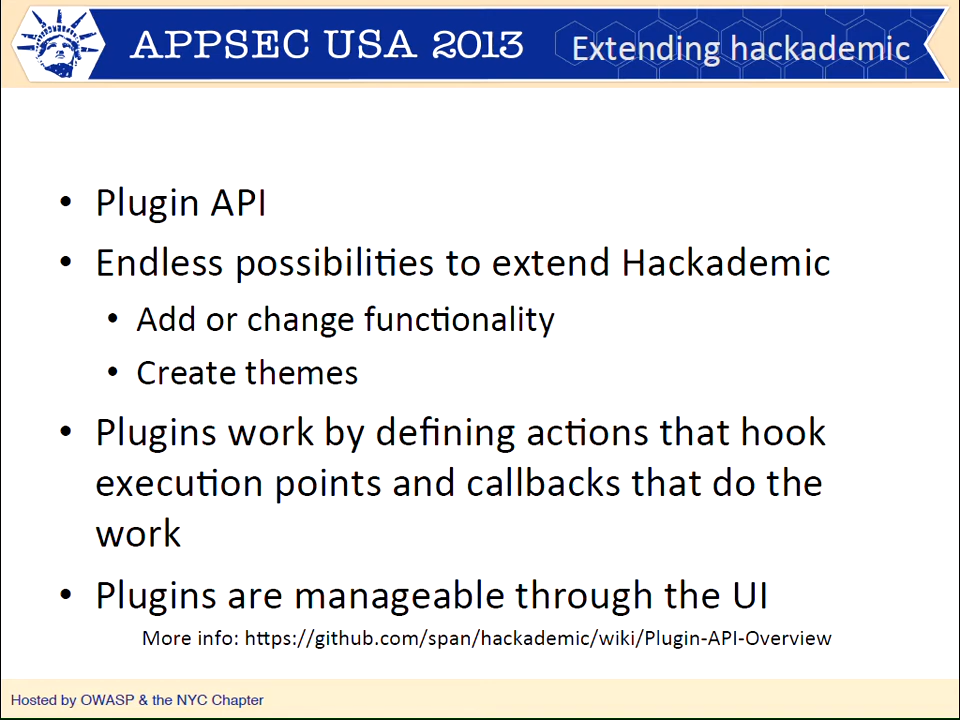 APPSEC USA 2013
Extending hackademic
• Plugin API
• Endless possibilities to extend Hackademic
• Add or change functionality
• Create themes
• Plugins work by defining actions that hook
execution points and callbacks that do the
work
• Plugins are manageable through the UI
More info: https://github.com/span/hackademic/wiki/Plugin-API-Overview
Hosted by OWASP & the NYC Chapter